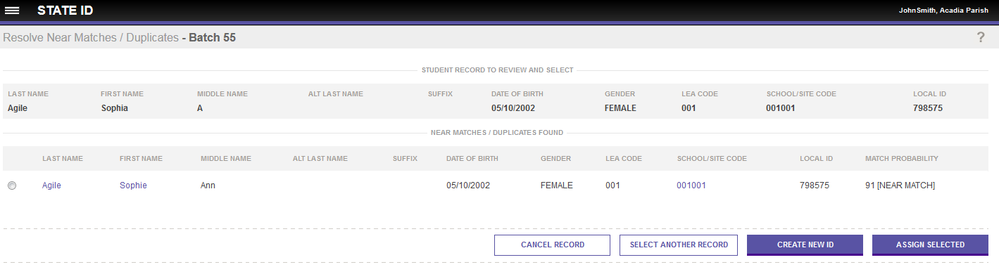 STATE ID
JohnSmith, Acadia Parish
Resolve Near Matches / Duplicates - Batch 55
?
STUDENT RECORD TO REVIEW AND SELECT
LAST NAME FIRST NAME MIDDLE NAME ALT LAST NAME SUFFIX DATE OF BIRTH GENDER LEA CODE SCHOOL/SITE CODE LOCAL ID
Agile Sophia A 05/10/2002 FEMALE 001 001001 798575
NEAR MATCHES / DUPLICATES FOUND
LAST NAME FIRST NAME MIDDLE NAME ALT LAST NAME SUFFIX DATE OF BIRTH GENDER LEA CODE SCHOOL/SITE CODE LOCAL ID MATCH PROBABILITY
Agile Sophie Ann 05/10/2002 FEMALE 001 001001 798575 91 [NEAR MATCH]
CANCEL RECORD SELECT ANOTHER RECORD CREATE NEW ID ASSIGN SELECTED